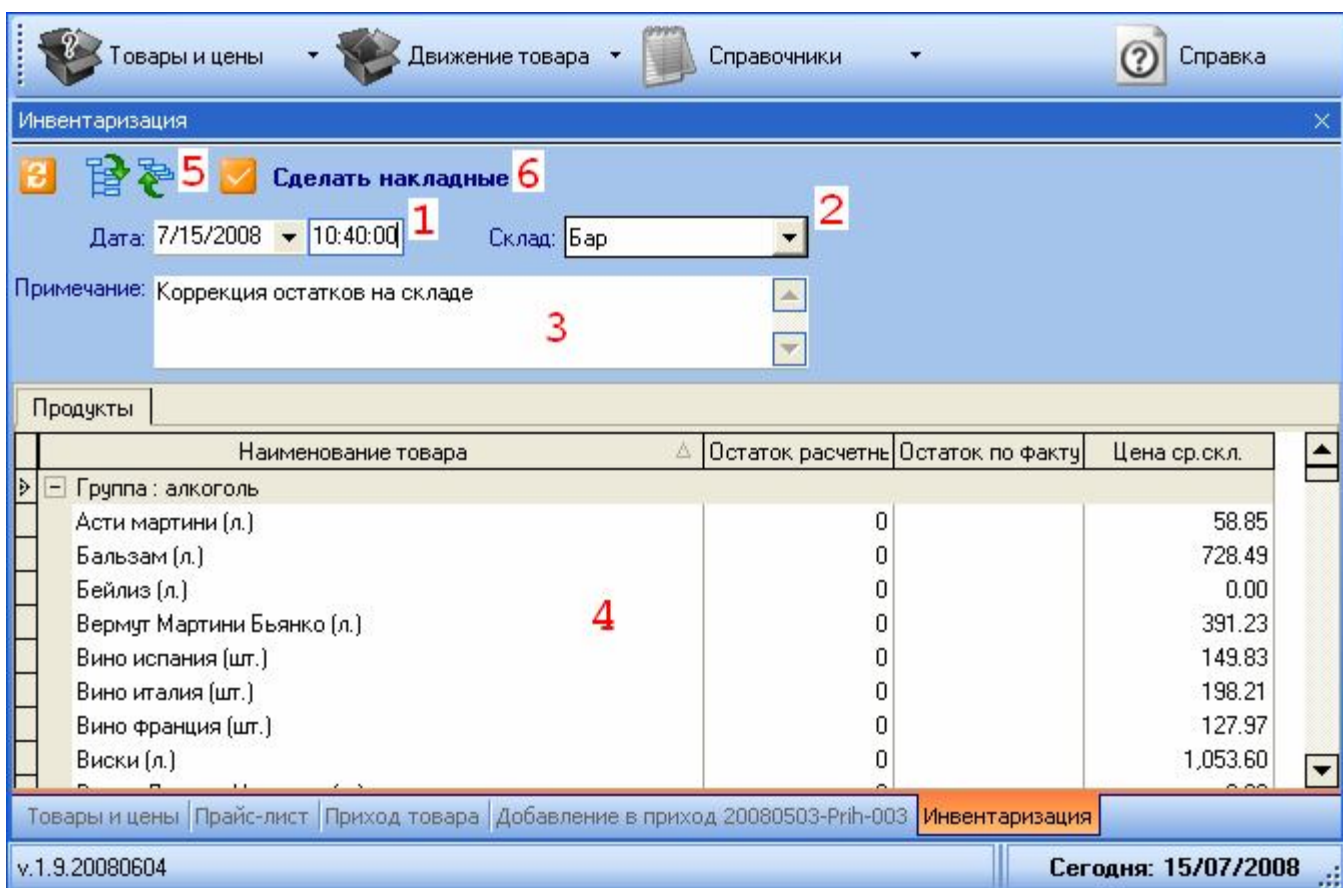 Товары и цены Движение товара Справочники Справка
Инвентаризация
5 Сделать накладные 6
Дата: 7/15/2008 10:40:00 1 Склад: Бар 2
Примечание: Коррекция остатков на складе
3
Продукты
Наименование товара Остаток расчетнь Остаток по факту Цена ср.скл.
Группа : алкоголь
Асти мартини (л.) 0 58.85
Бальзам (л.) 0 728.49
Бейлиз (л.) 0 0.00
Вермут Мартини Бьянко (л.) 4 0 391.23
Вино испания (шт.) 0 149.83
Вино италия (шт.) 0 198.21
Вино франция (шт.) 0 127.97
Виски (л.) 0 1,053.60
Товары и цены Прайс-лист Приход товара Добавление в приход 20080503-Prih-003 Инвентаризация
v.1.9.20080604 Сегодня: 15/07/2008